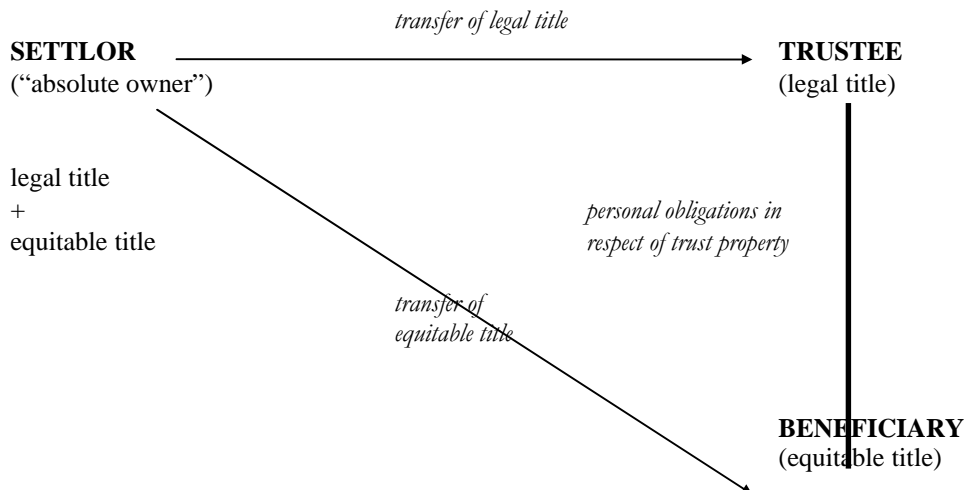 transfer of legal title
SETTLOR
(“absolute owner”)
TRUSTEE
(legal title)
legal title
+
equitable title
personal obligations in
respect of trust property
transfer of
equitable title
BENEFICIARY
(equitable title)